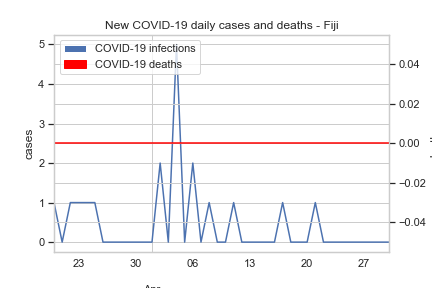 New COVID-19 daily cases and deaths - Fiji
COVID-19 infections
COVID-19 deaths
cases
5
4
3
2
1
0
0.04
0.02
0.00
−0.02
−0.04
23 30 06 13 20 27